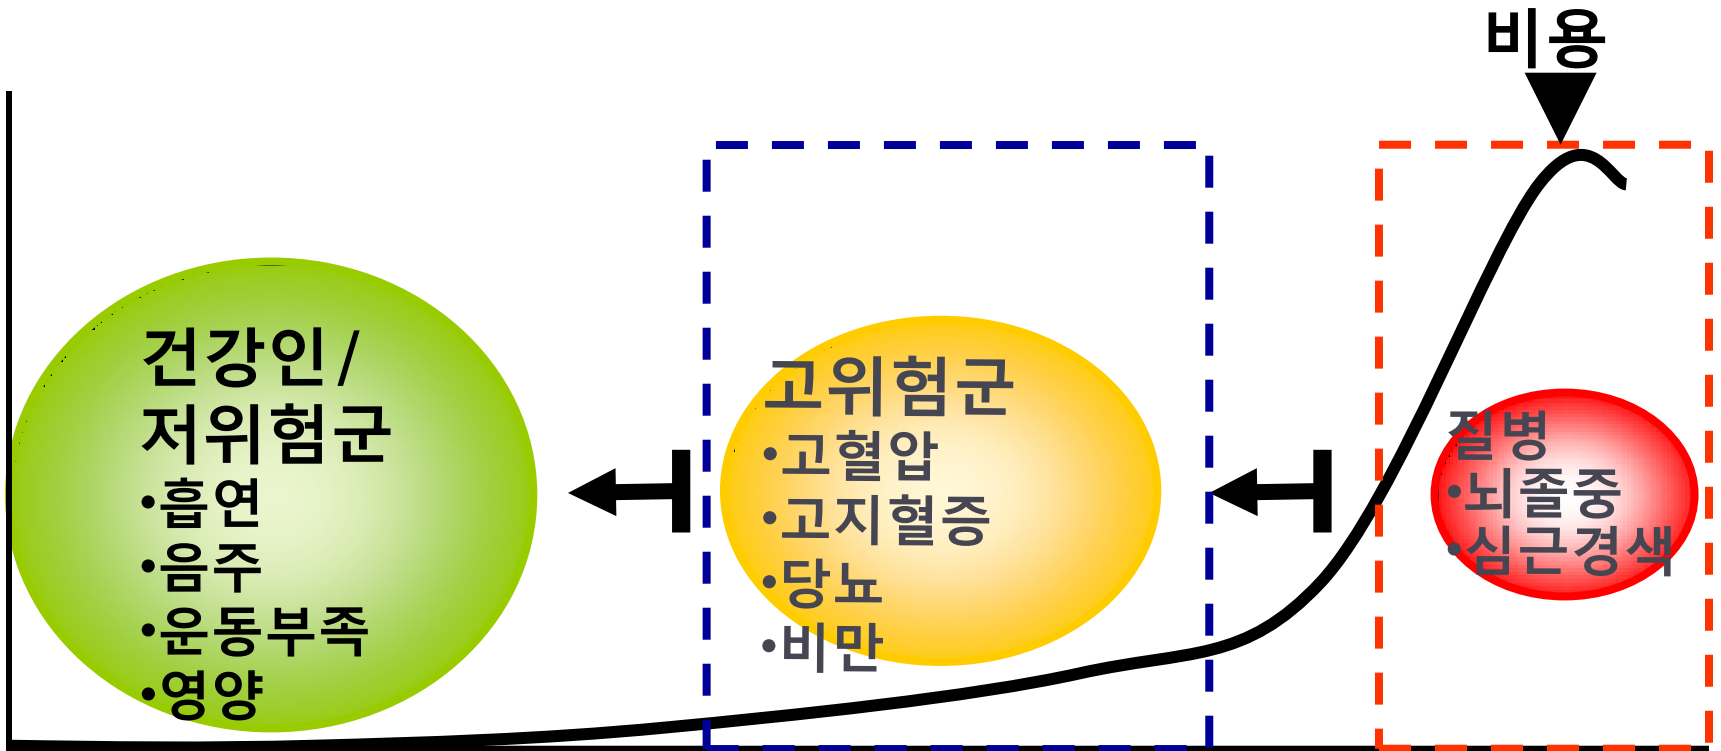 비용
건강인/
저위험군
•흡연
•음주
•운동부족
•영양
고위험군
•고혈압
•고지혈증
•당뇨
•비만
질병
•뇌졸중
•심근경색